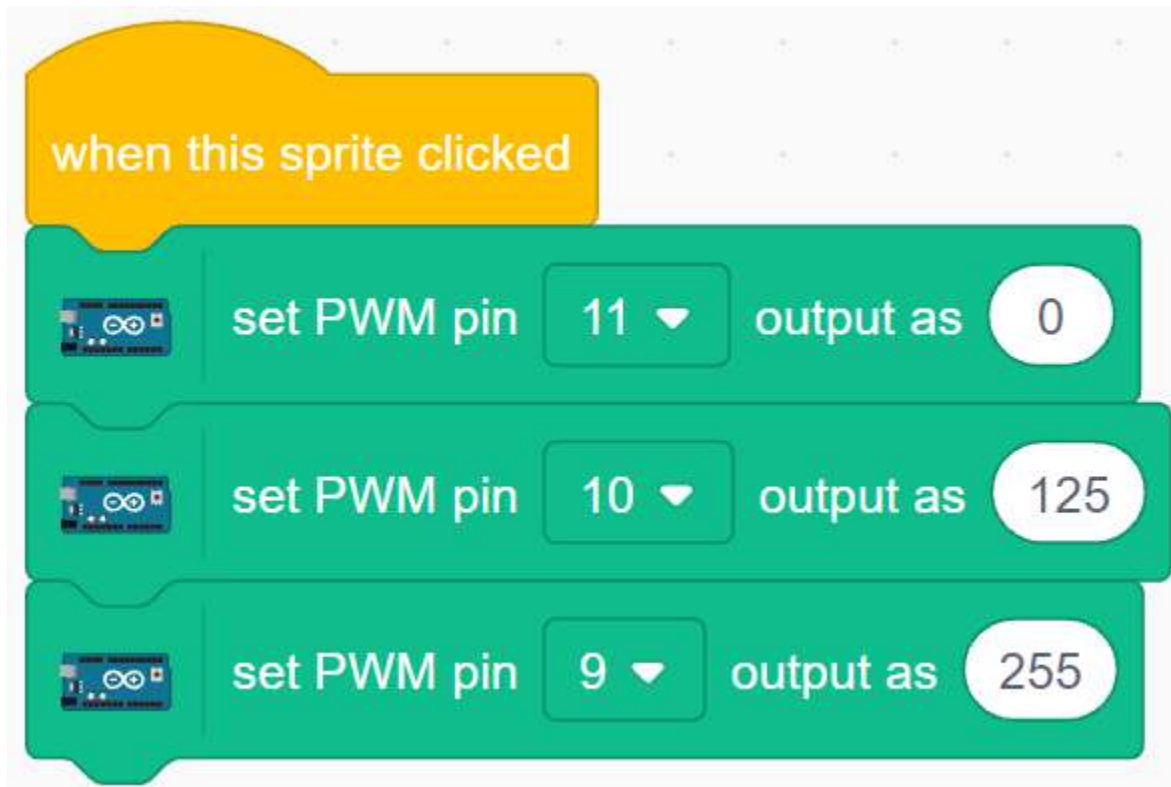 when this sprite clicked
set PWM pin 11 output as 0
set PWM pin 10 output as 125
set PWM pin 9 output as 255